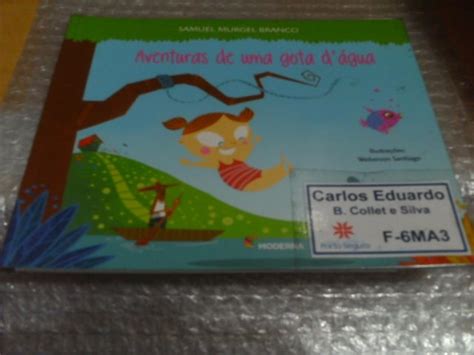 SAMUEL MURGEL BRANCO
Aventuras de uma gota d'água
Ilustrações:
Weberson Santiago
Carlos Eduardo
B. Collet e Silva
F-6MA3
MODERNA